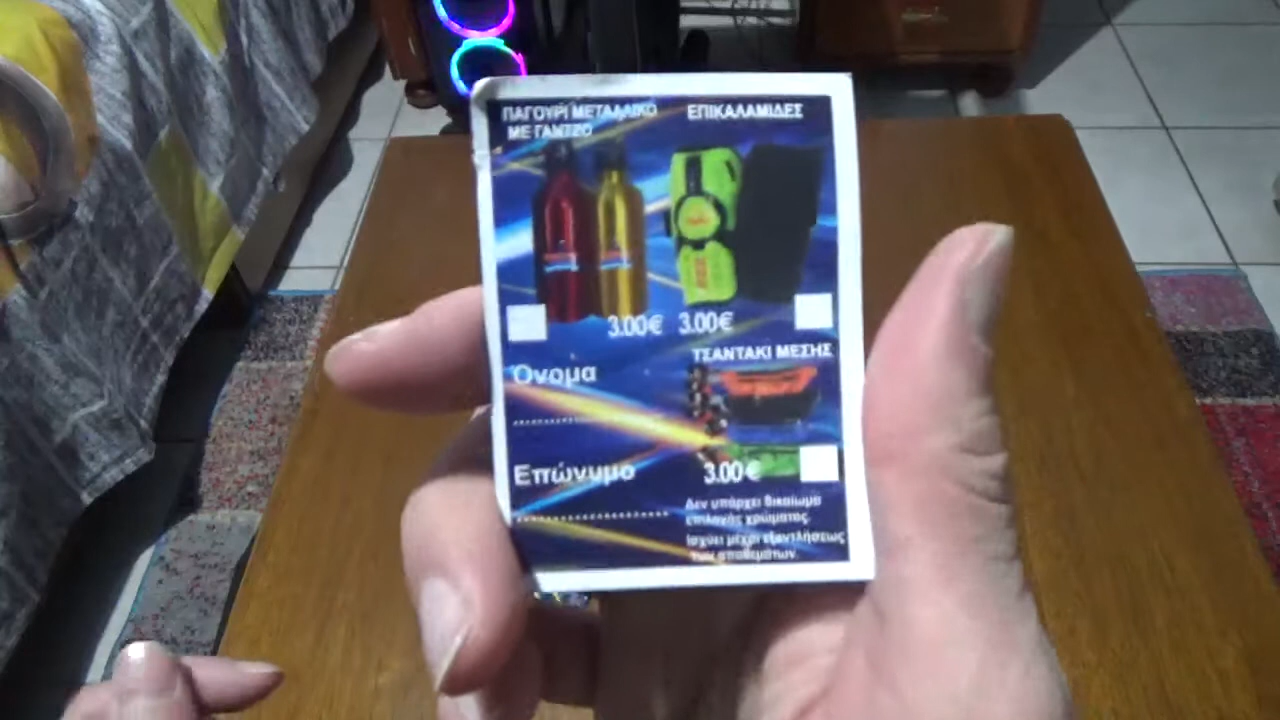 ΠΑΓΟΥΡΙ ΜΕΤΑΛΛΙΚΟ
ΜΕ ΓΑΝΤΖΟ
3.00€
ΕΠΙΚΑΛΑΜΙΔΕΣ
3.00€
ΤΣΑΝΤΑΚΙ ΜΕΣΗΣ
3.00€
Όνομα
Επώνυμο
Δεν υπάρχει δικαίωμα
επιλογής χρώματος.
Ισχύει μέχρι εξαντλήσεως
των αποθεμάτων.